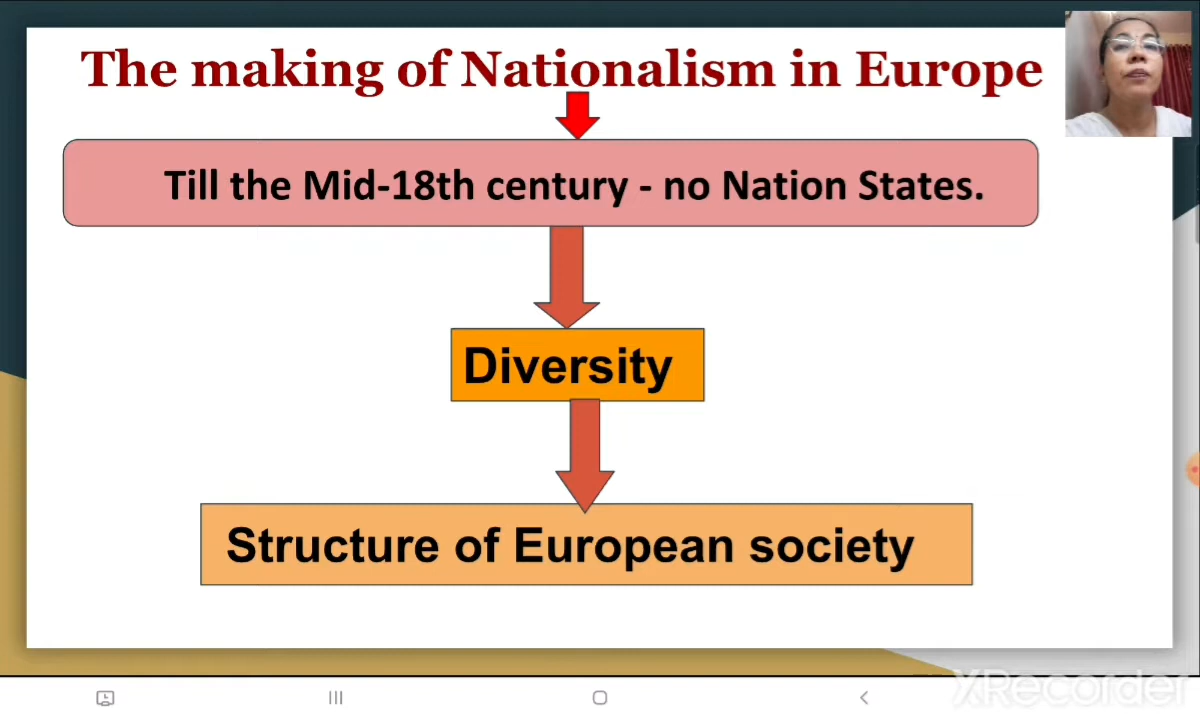 The making of Nationalism in Europe
Till the Mid-18th century - no Nation States.
Diversity
Structure of European society
XRecorder